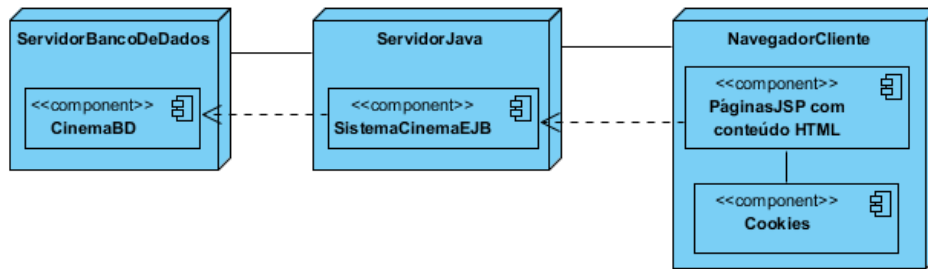 ServidorBancoDeDados
<<component>>
CinemaBD
ServidorJava
<<component>>
SistemaCinemaEJB
NavegadorCliente
<<component>>
PáginasJSP com
conteúdo HTML
<<component>>
Cookies